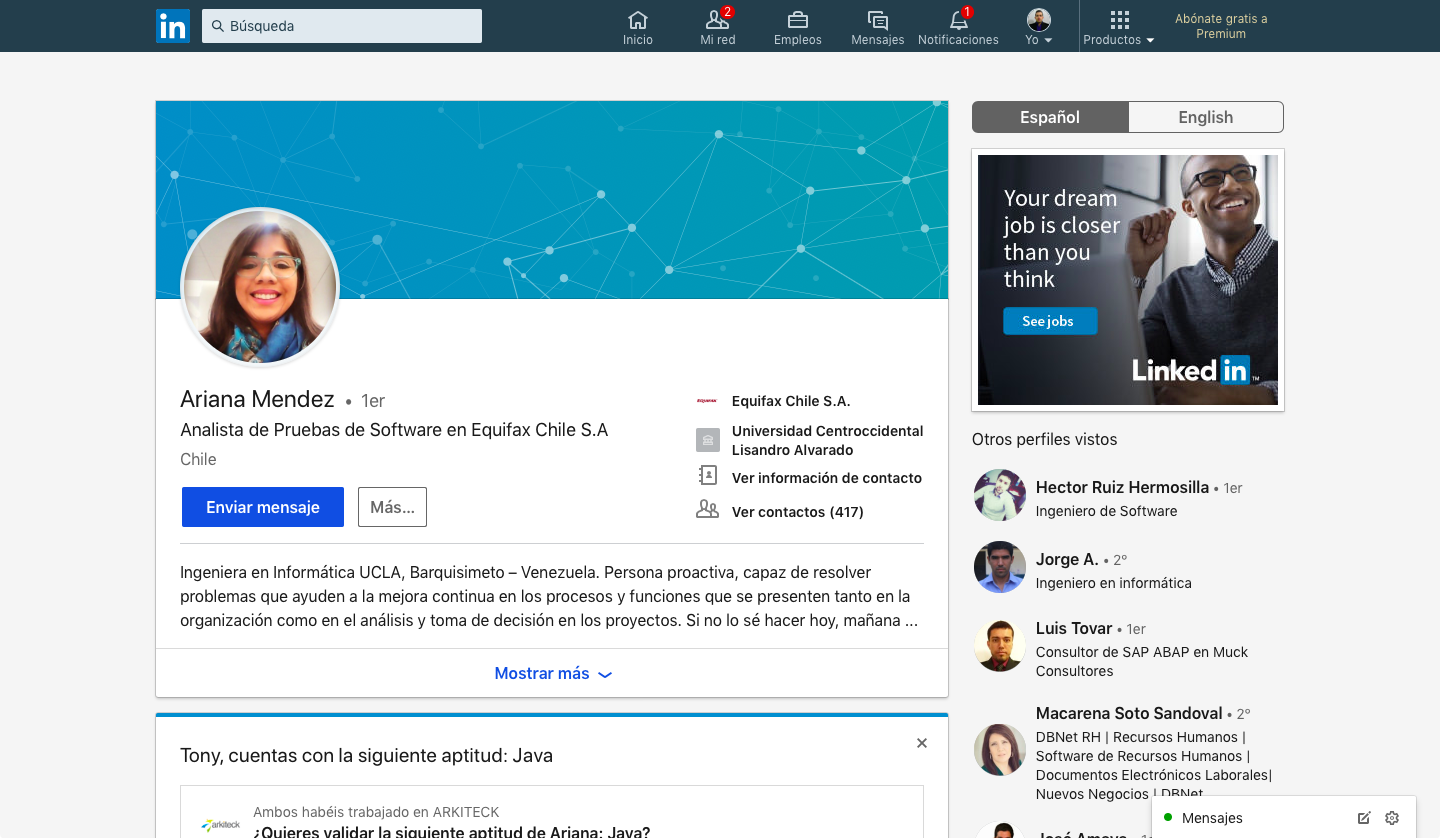 in
Búsqueda
2
1
Inicio
Mi red
Empleos
Mensajes
Notificaciones
Yo
Productos
Abónate gratis a
Premium
Ariana Mendez • 1er
Analista de Pruebas de Software en Equifax Chile S.A
Chile
Enviar mensaje
Más...
EQUIFAX
Equifax Chile S.A.
Universidad Centroccidental
Lisandro Alvarado
Ver información de contacto
Ver contactos (417)
Ingeniera en Informática UCLA, Barquisimeto – Venezuela. Persona proactiva, capaz de resolver
problemas que ayuden a la mejora continua en los procesos y funciones que se presenten tanto en la
organización como en el análisis y toma de decisión en los proyectos. Si no lo sé hacer hoy, mañana ...
Mostrar más
Tony, cuentas con la siguiente aptitud: Java
arkiteck
Ambos habéis trabajado en ARKITECK
¿Quieres validar la siguiente aptitud de Ariana: Java?
Español
English
Your dream
job is closer
than you
think
See jobs
Linked in ™
Otros perfiles vistos
Hector Ruiz Hermosilla • 1er
Ingeniero de Software
Jorge A. • 2º
Ingeniero en informática
Luis Tovar • 1er
Consultor de SAP ABAP en Muck
Consultores
Macarena Soto Sandoval • 2º
DBNet RH | Recursos Humanos |
Software de Recursos Humanos |
Documentos Electrónicos Laborales|
Nuevos Negocios | DBNet
Mensajes